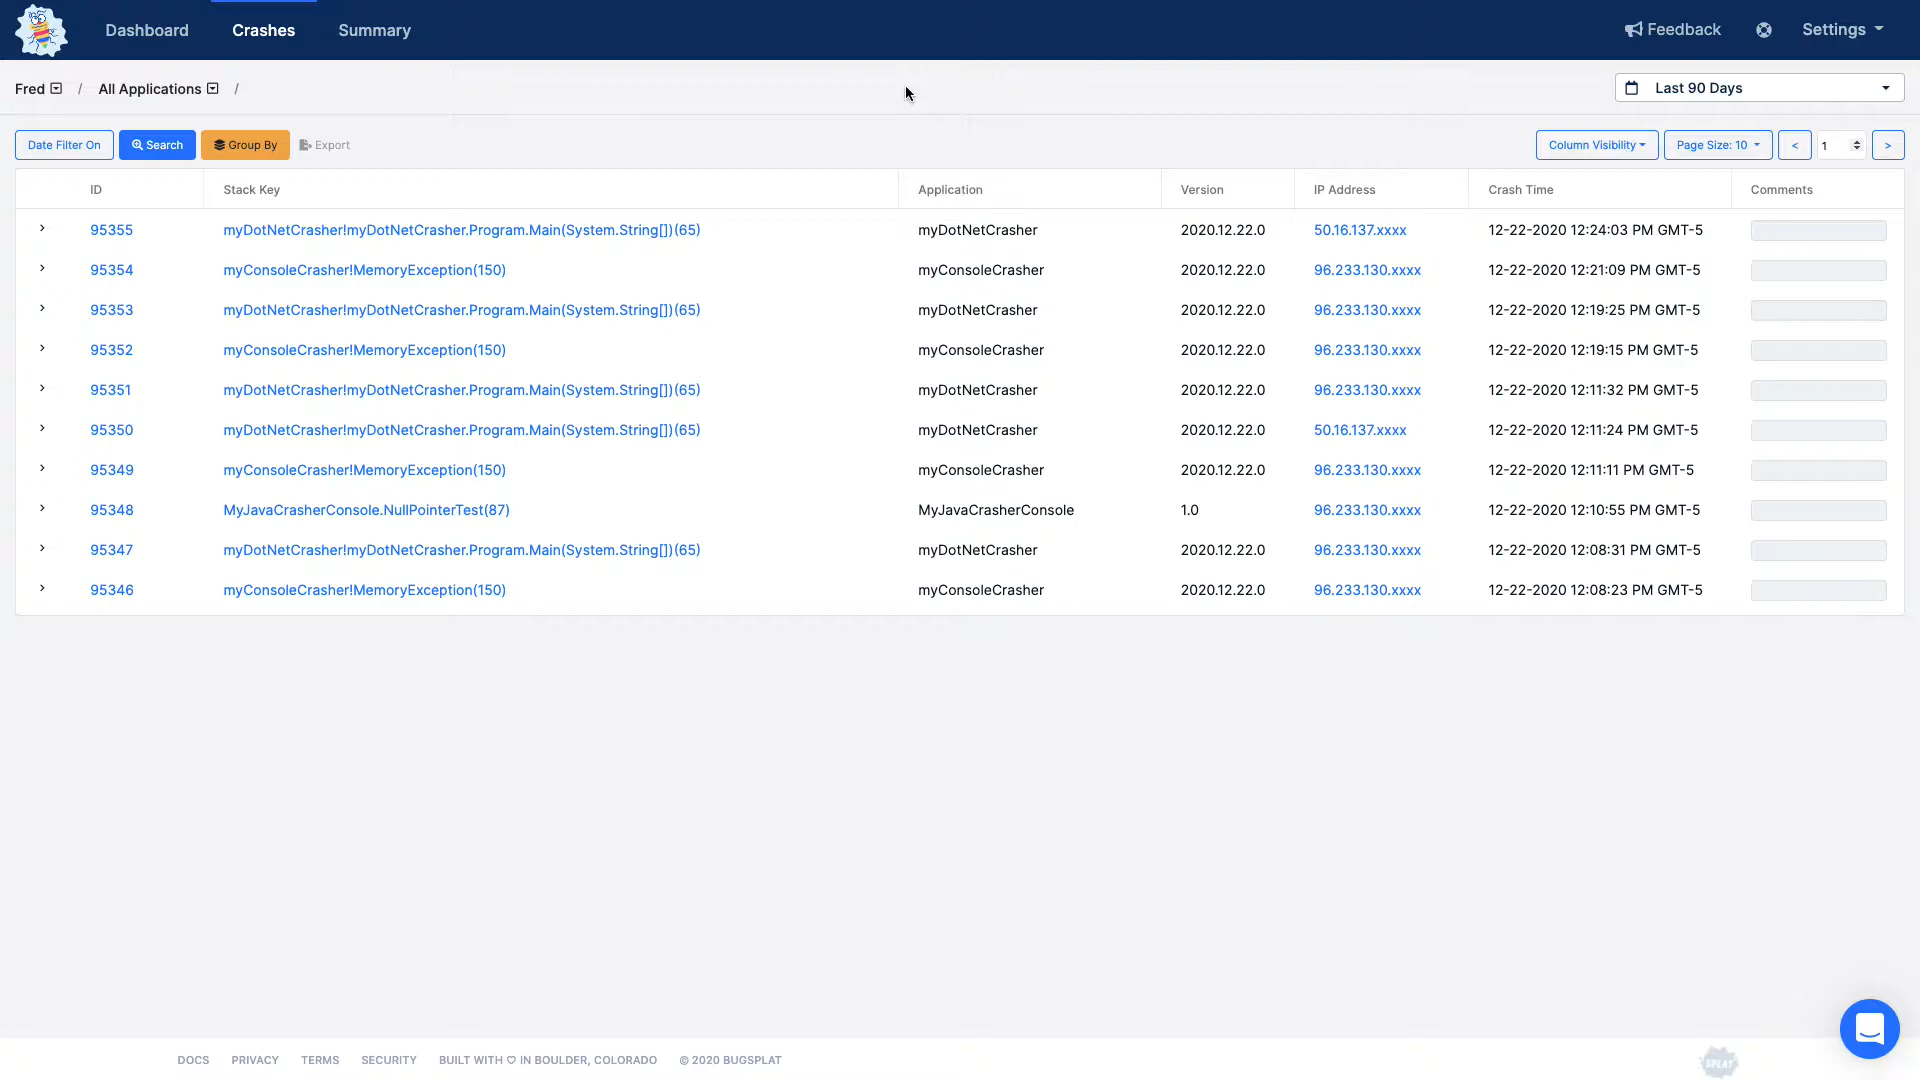 Dashboard Crashes Summary Feedback Settings
Fred / All Applications / Last 90 Days
Date Filter On Search Group By Export Column Visibility Page Size: 10 < 1 >
ID Stack Key Application Version IP Address Crash Time Comments
95355 myDotNetCrasher!myDotNetCrasher.Program.Main(System.String[])(65) myDotNetCrasher 2020.12.22.0 50.16.137.xxxx 12-22-2020 12:24:03 PM GMT-5
95354 myConsoleCrasher!MemoryException(150) myConsoleCrasher 2020.12.22.0 96.233.130.xxxx 12-22-2020 12:21:09 PM GMT-5
95353 myDotNetCrasher!myDotNetCrasher.Program.Main(System.String[])(65) myDotNetCrasher 2020.12.22.0 96.233.130.xxxx 12-22-2020 12:19:25 PM GMT-5
95352 myConsoleCrasher!MemoryException(150) myConsoleCrasher 2020.12.22.0 96.233.130.xxxx 12-22-2020 12:19:15 PM GMT-5
95351 myDotNetCrasher!myDotNetCrasher.Program.Main(System.String[])(65) myDotNetCrasher 2020.12.22.0 96.233.130.xxxx 12-22-2020 12:11:32 PM GMT-5
95350 myDotNetCrasher!myDotNetCrasher.Program.Main(System.String[])(65) myDotNetCrasher 2020.12.22.0 50.16.137.xxxx 12-22-2020 12:11:24 PM GMT-5
95349 myConsoleCrasher!MemoryException(150) myConsoleCrasher 2020.12.22.0 96.233.130.xxxx 12-22-2020 12:11:11 PM GMT-5
95348 MyJavaCrasherConsole.NullPointerTest(87) MyJavaCrasherConsole 1.0 96.233.130.xxxx 12-22-2020 12:10:55 PM GMT-5
95347 myDotNetCrasher!myDotNetCrasher.Program.Main(System.String[])(65) myDotNetCrasher 2020.12.22.0 96.233.130.xxxx 12-22-2020 12:08:31 PM GMT-5
95346 myConsoleCrasher!MemoryException(150) myConsoleCrasher 2020.12.22.0 96.233.130.xxxx 12-22-2020 12:08:23 PM GMT-5
DOCS PRIVACY TERMS SECURITY BUILT WITH ♡ IN BOULDER, COLORADO © 2020 BUGSPLAT SPLAT